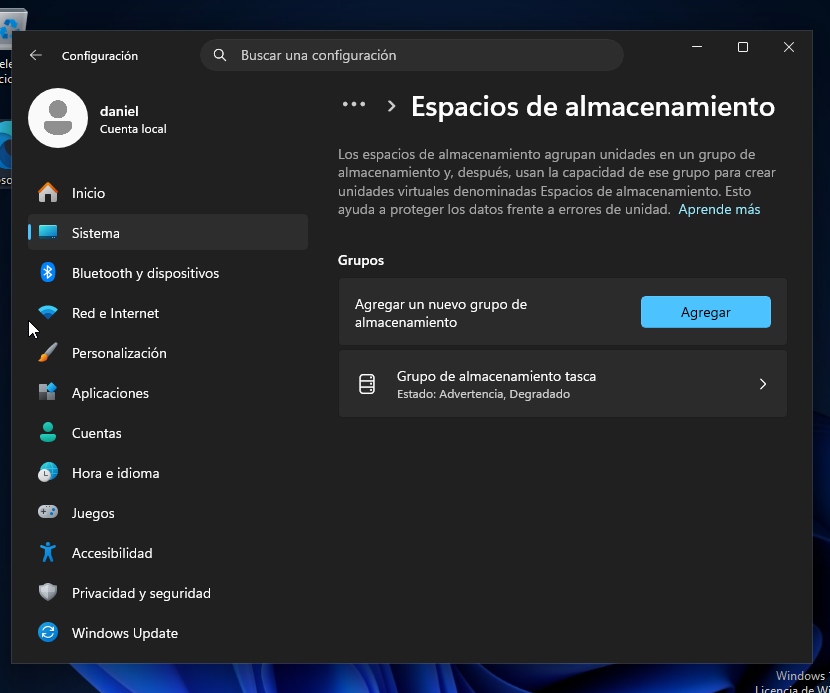 Configuración
Buscar una configuración
daniel
Cuenta local
Inicio
Sistema
Bluetooth y dispositivos
Red e Internet
Personalización
Aplicaciones
Cuentas
Hora e idioma
Juegos
Accesibilidad
Privacidad y seguridad
Windows Update
Espacios de almacenamiento
Los espacios de almacenamiento agrupan unidades en un grupo de
almacenamiento y, después, usan la capacidad de ese grupo para crear
unidades virtuales denominadas Espacios de almacenamiento. Esto
ayuda a proteger los datos frente a errores de unidad. Aprende más
Grupos
Agregar un nuevo grupo de
almacenamiento
Agregar
Grupo de almacenamiento tasca
Estado: Advertencia, Degradado
Windows
Licencia de